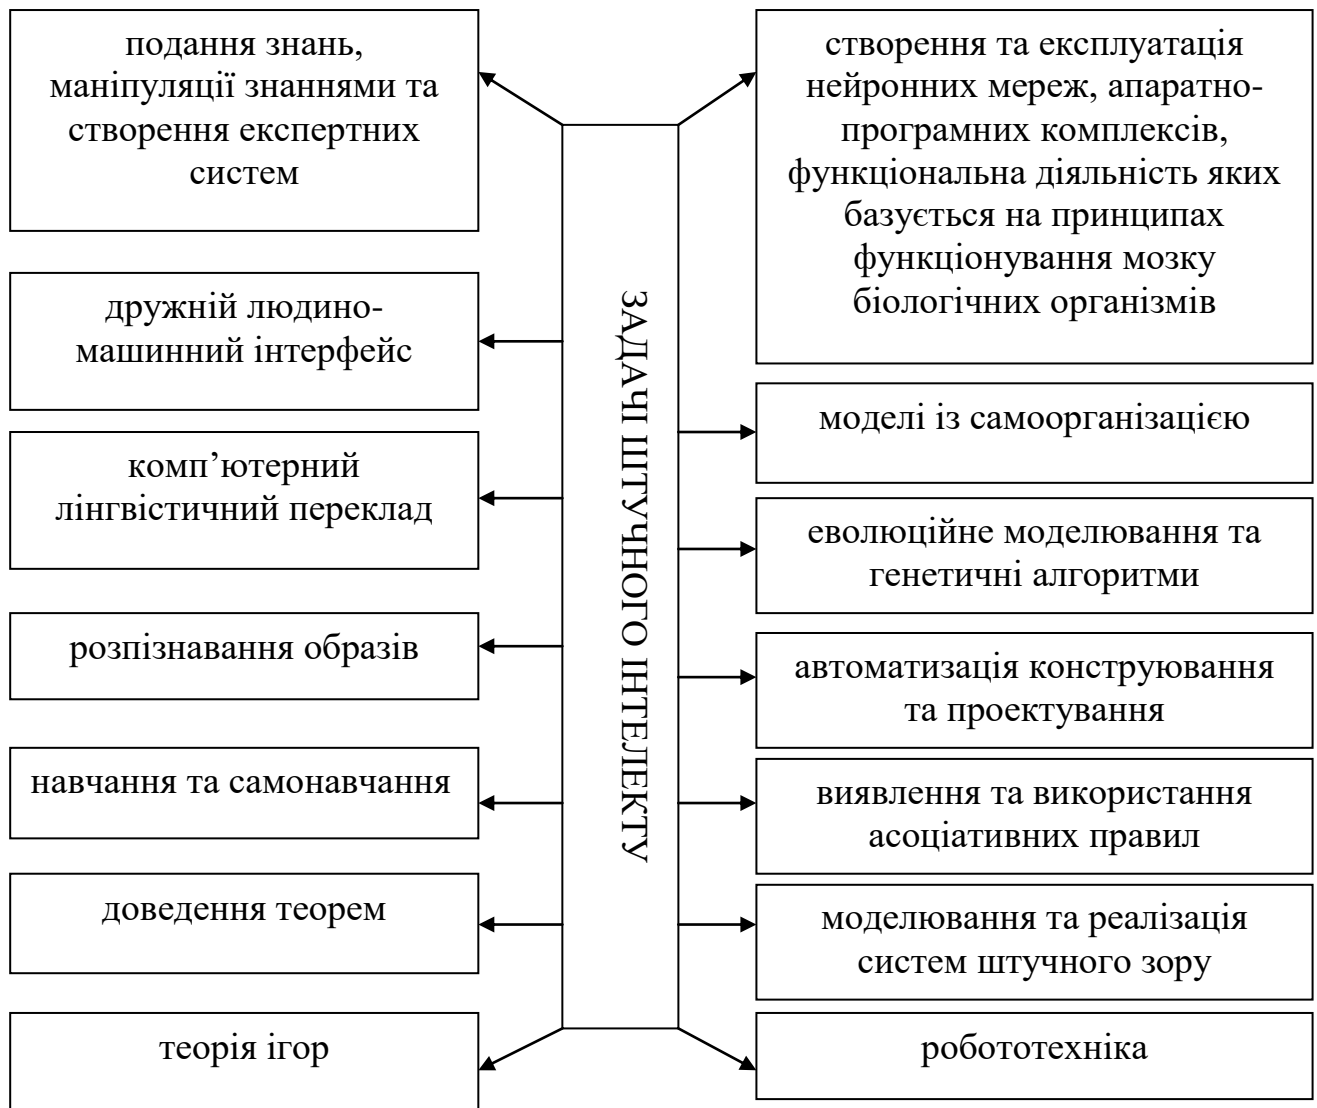 подання знань,
маніпуляції знаннями та
створення експертних
систем
дружній людино-
машинний інтерфейс
комп’ютерний
лінгвістичний переклад
розпізнавання образів
навчання та самонавчання
доведення теорем
теорія ігор
ЗАДАЧІ ШТУЧНОГО ІНТЕЛЕКТУ
створення та експлуатація
нейронних мереж, апаратно-
програмних комплексів,
функціональна діяльність яких
базується на принципах
функціонування мозку
біологічних організмів
моделі із самоорганізацією
еволюційне моделювання та
генетичні алгоритми
автоматизація конструювання
та проектування
виявлення та використання
асоціативних правил
моделювання та реалізація
систем штучного зору
робототехніка